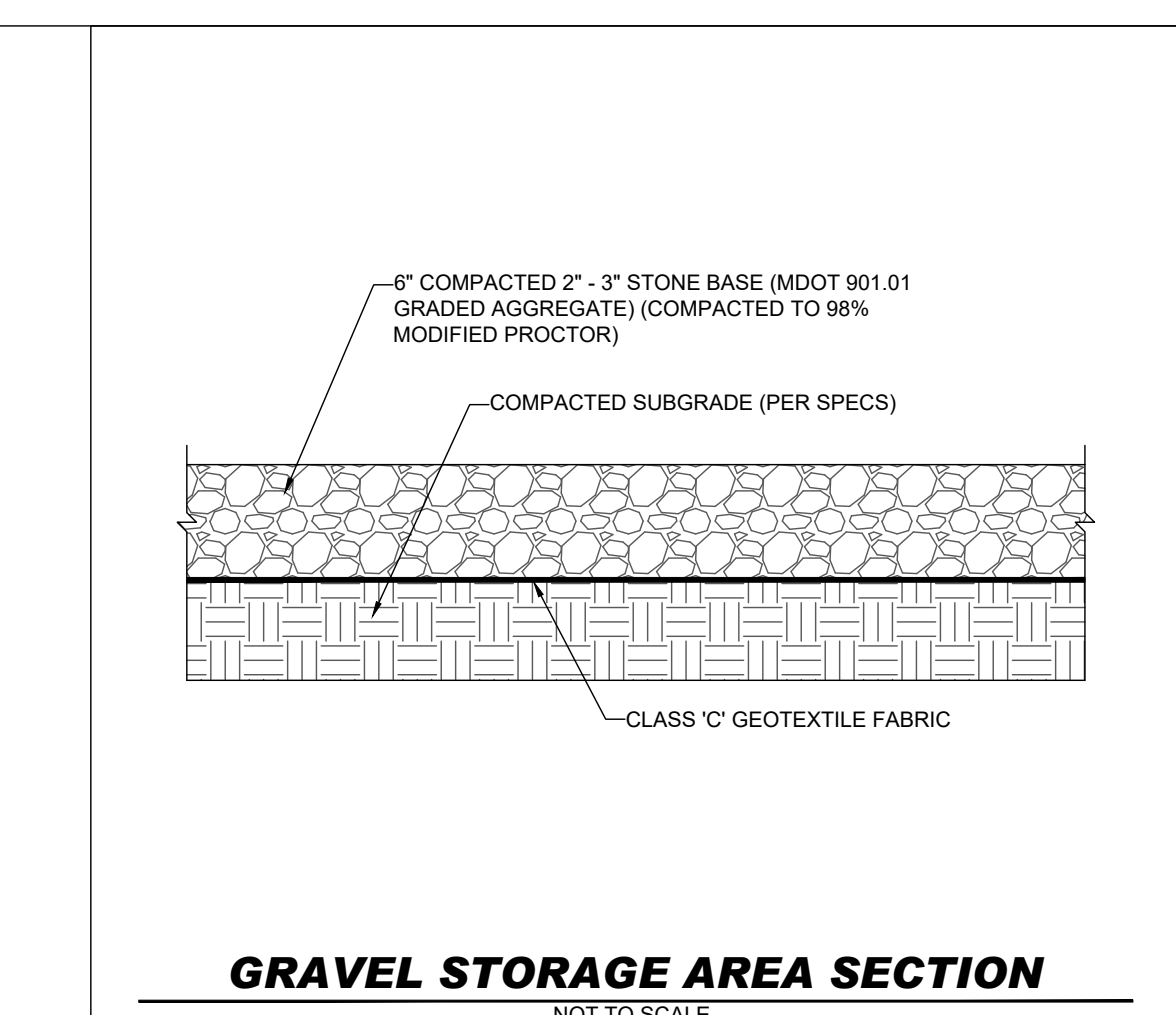 6" COMPACTED 2" - 3" STONE BASE (MDOT 901.01
GRADED AGGREGATE) (COMPACTED TO 98%
MODIFIED PROCTOR)
COMPACTED SUBGRADE (PER SPECS)
CLASS 'C' GEOTEXTILE FABRIC
GRAVEL STORAGE AREA SECTION
NOT TO SCALE